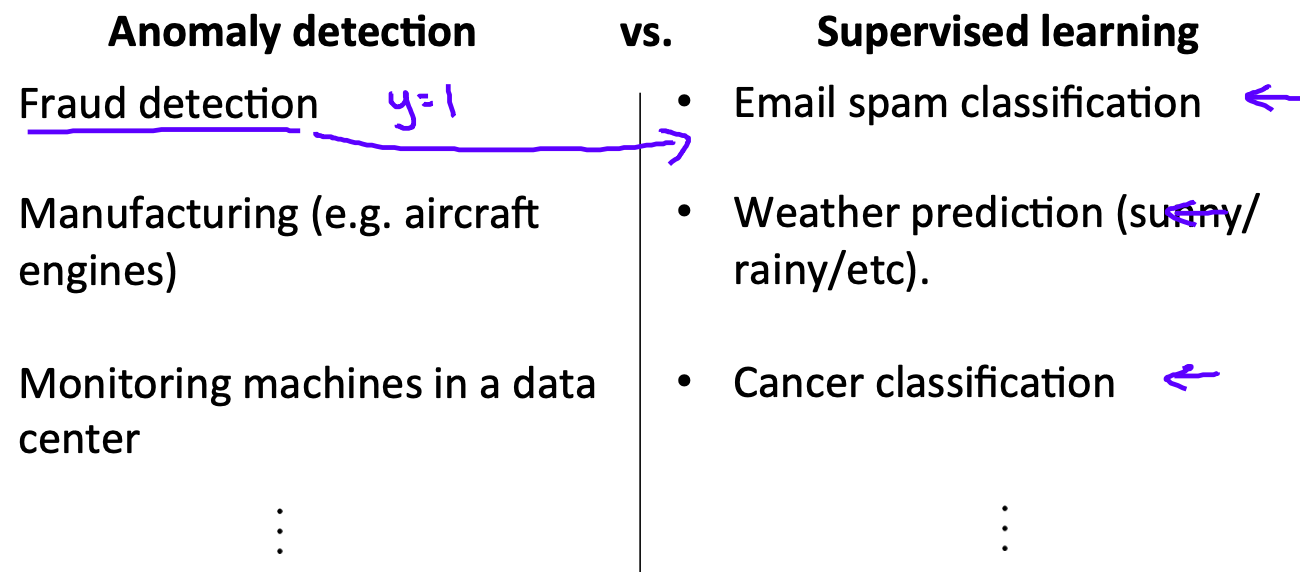 Anomaly detection vs. Supervised learning
Fraud detection y=1
• Email spam classification
Manufacturing (e.g. aircraft
engines)
• Weather prediction (sunny/
rainy/etc).
Monitoring machines in a data
center
• Cancer classification